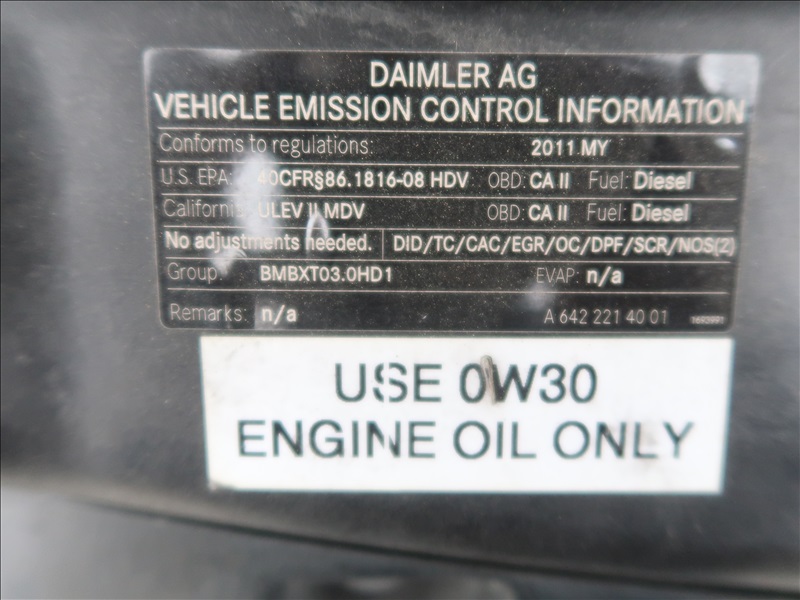 DAIMLER AG
VEHICLE EMISSION CONTROL INFORMATION
Conforms to regulations: 2011 MY
U.S. EPA: 40CFR§86.1816-08 HDV OBD: CA II Fuel: Diesel
California: ULEV II MDV OBD: CA II Fuel: Diesel
No adjustments needed. DID/TC/CAC/EGR/OC/DPF/SCR/NOS(2)
Group: BMBXT03.0HD1 EVAP: n/a
Remarks: n/a A 642 221 40 01
USE 0W30
ENGINE OIL ONLY